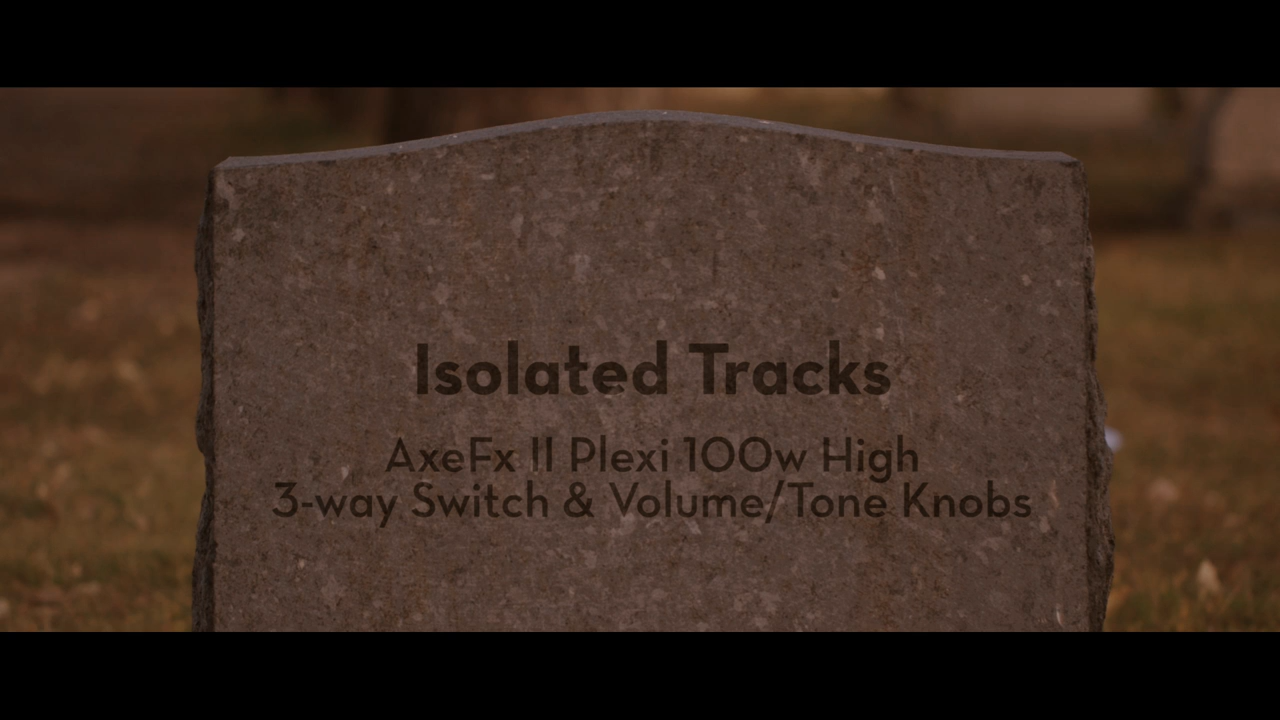 Isolated Tracks
AxeFx II Plexi 100w High
3-way Switch & Volume/Tone Knobs